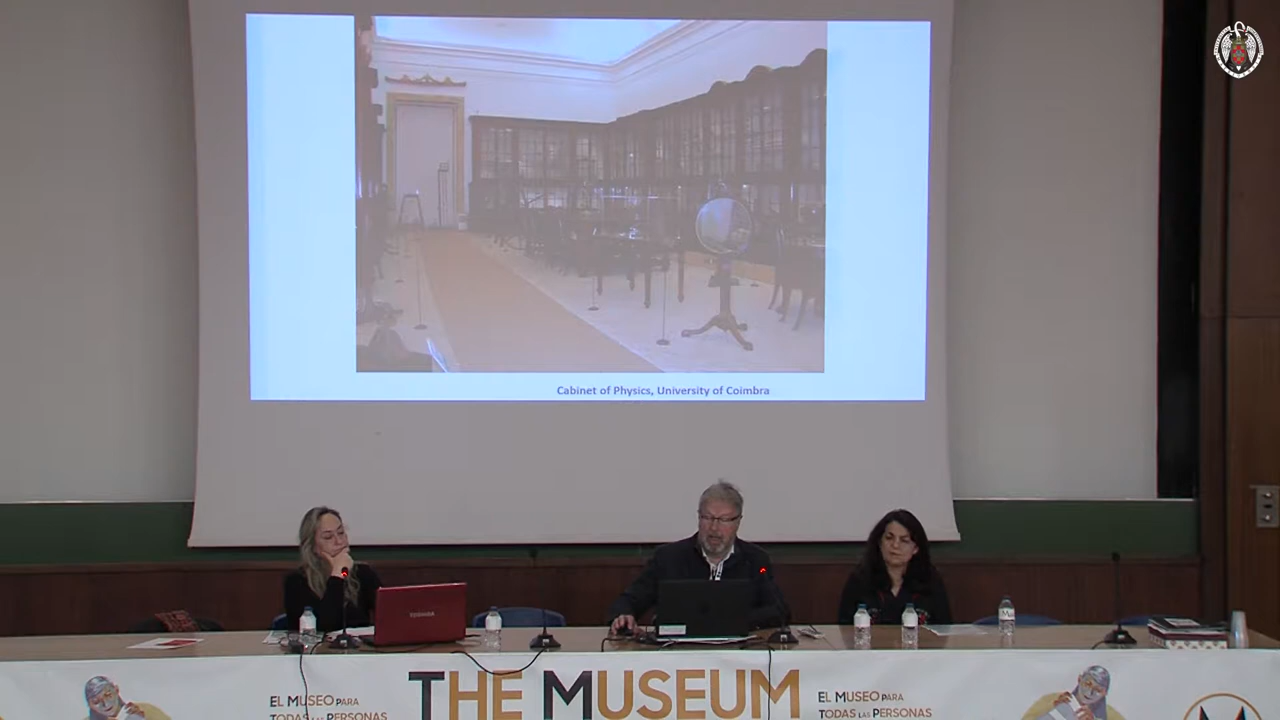 Cabinet of Physics, University of Coimbra
TOSHIBA
EL MUSEO PARA
TODAS LAS PERSONAS
THE MUSEUM
EL MUSEO PARA
TODAS LAS PERSONAS